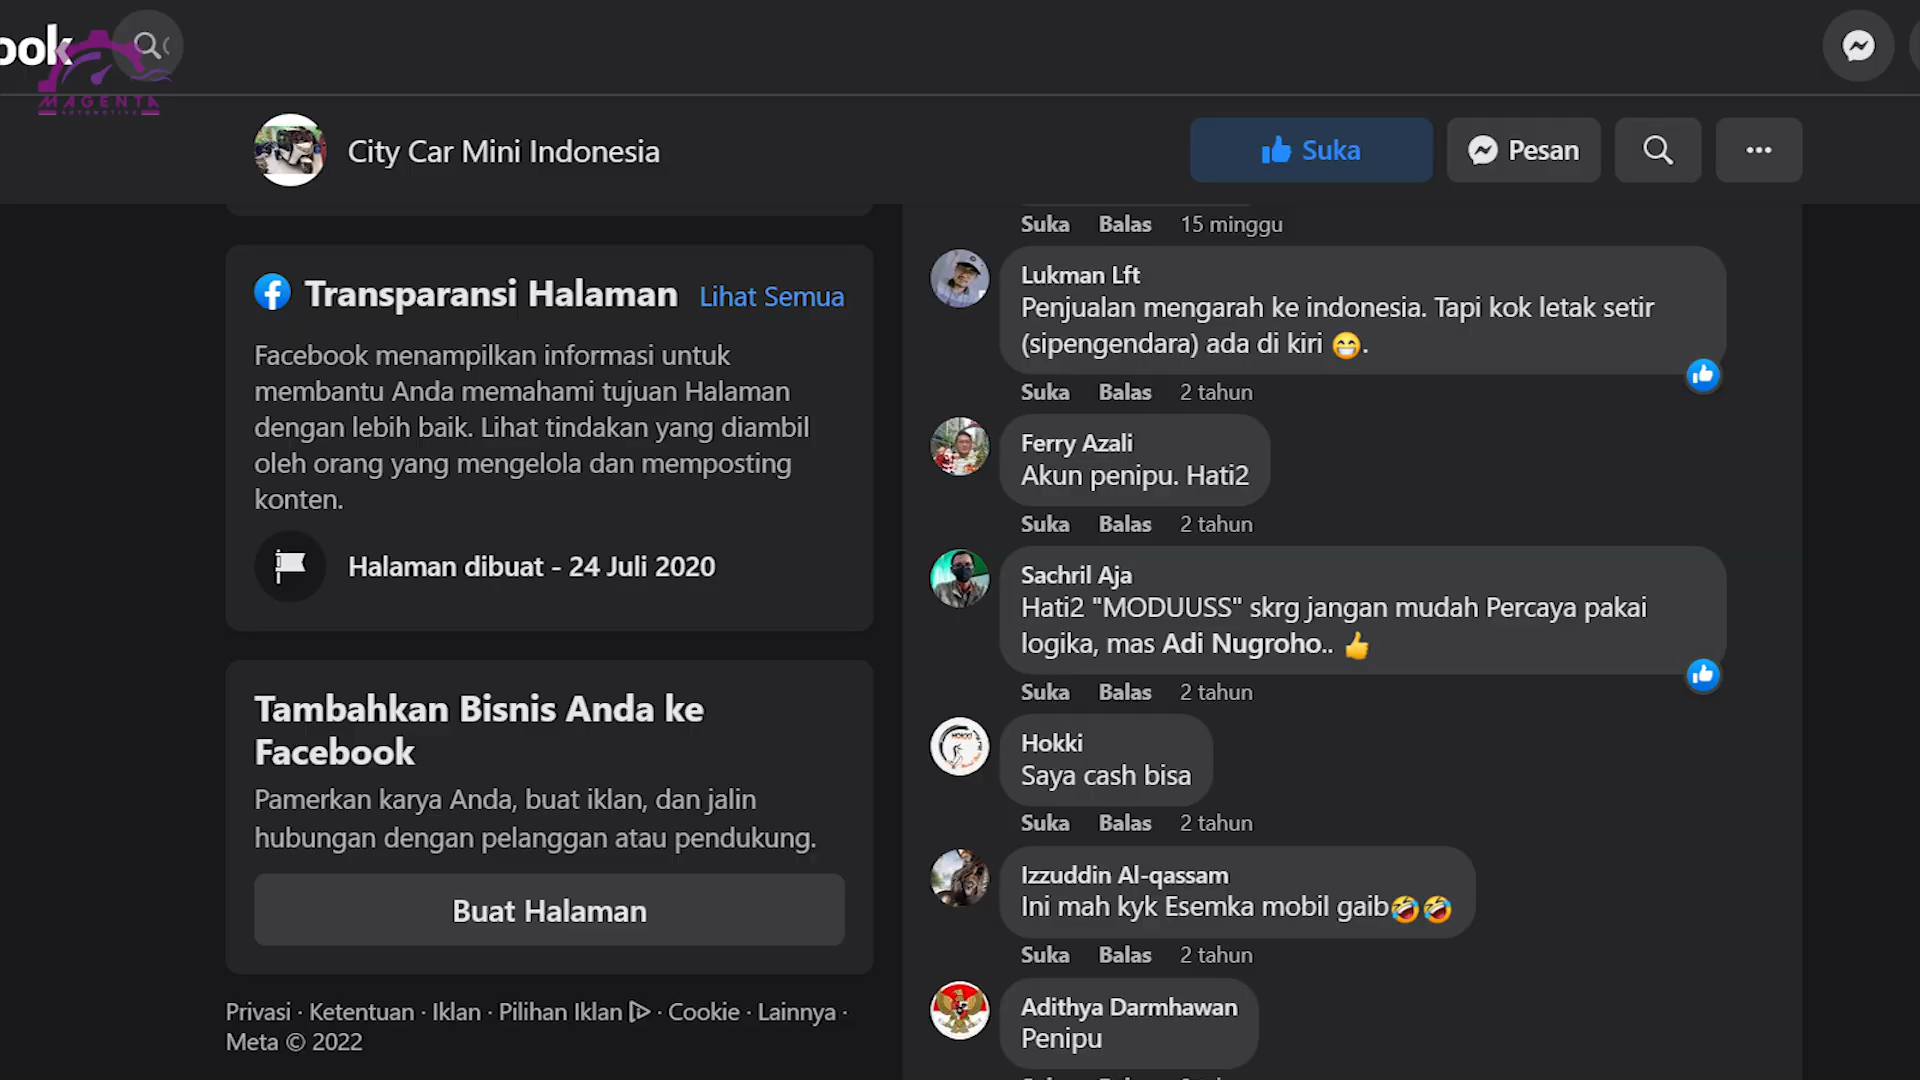 ook
MAGENTA
AUTOMOTIVE
City Car Mini Indonesia
Suka
Pesan
Transparansi Halaman
Lihat Semua
Facebook menampilkan informasi untuk
membantu Anda memahami tujuan Halaman
dengan lebih baik. Lihat tindakan yang diambil
oleh orang yang mengelola dan memposting
konten.
Halaman dibuat - 24 Juli 2020
Tambahkan Bisnis Anda ke
Facebook
Pamerkan karya Anda, buat iklan, dan jalin
hubungan dengan pelanggan atau pendukung.
Buat Halaman
Privasi · Ketentuan · Iklan · Pilihan Iklan · Cookie · Lainnya ·
Meta © 2022
Suka Balas 15 minggu
Lukman Lft
Penjualan mengarah ke indonesia. Tapi kok letak setir
(sipengendara) ada di kiri 😁.
Suka Balas 2 tahun
Ferry Azali
Akun penipu. Hati2
Suka Balas 2 tahun
Sachril Aja
Hati2 "MODUUSS" skrg jangan mudah Percaya pakai
logika, mas Adi Nugroho.. 👍
Suka Balas 2 tahun
Hokki
Saya cash bisa
Suka Balas 2 tahun
Izzuddin Al-qassam
Ini mah kyk Esemka mobil gaib🤣🤣
Suka Balas 2 tahun
Adithya Darmhawan
Penipu